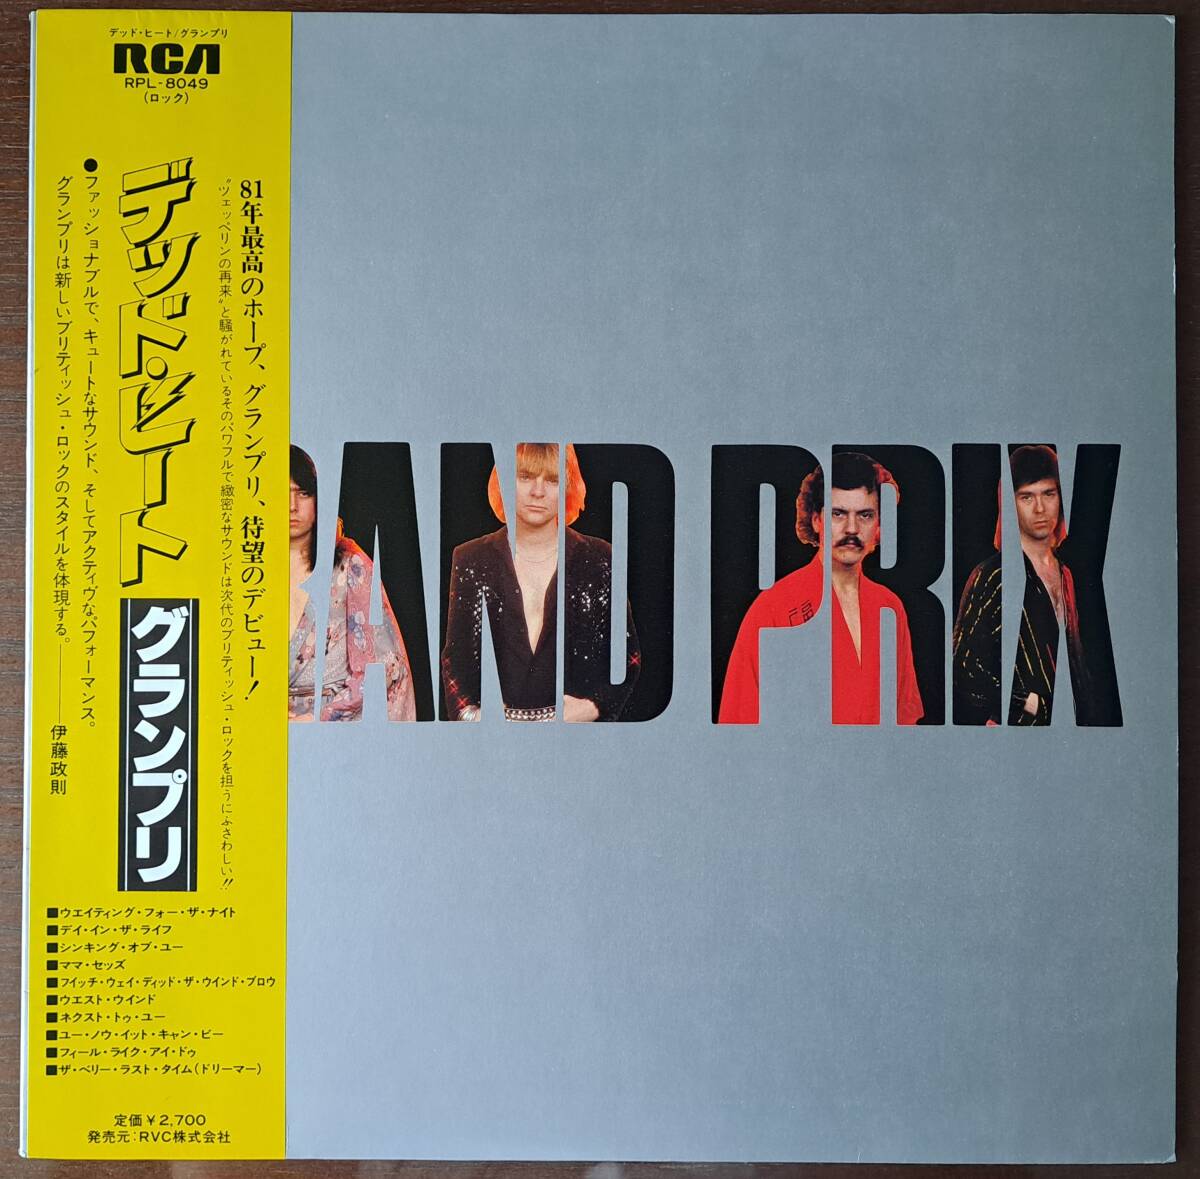 デッド・ヒート/グランプリ
RCA
RPL-8049
(ロック)
81年最高のホープ、グランプリ、待望のデビュー!
“ツェッペリンの再来”と騒がれているそのパワフルで緻密なサウンドは次代のブリティッシュ・ロックを担うにふさわしい!!
デッド・ヒート
グランプリ
●ファッショナブルで、キュートなサウンド、そしてアクティヴなパフォーマンス。
グランプリは新しいブリティッシュ・ロックのスタイルを体現する。――伊藤政則
■ウエイティング・フォー・ザ・ナイト
■デイ・イン・ザ・ライフ
■シンキング・オブ・ユー
■ママ・セッズ
■フイッチ・ウェイ・ディッド・ザ・ウインド・ブロウ
■ウエスト・ウインド
■ネクスト・トゥ・ユー
■ユー・ノウ・イット・キャン・ビー
■フィール・ライク・アイ・ドゥ
■ザ・ベリー・ラスト・タイム(ドリーマー)
定価¥2,700
発売元:RVC株式会社
RAND PRIX